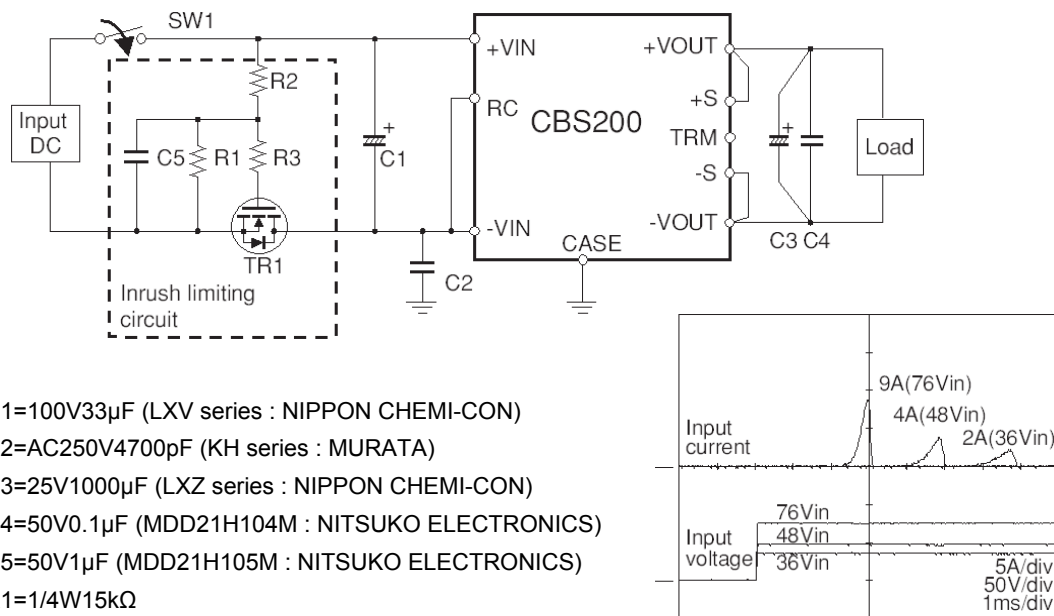 SW1
+VIN
+VOUT
R2
+S
Input
DC
RC
CBS200
TRM
Load
C5
R1
R3
+
C1
+
-S
-VIN
-VOUT
TR1
CASE
C3 C4
C2
Inrush limiting
circuit
1=100V33µF (LXV series : NIPPON CHEMI-CON)
2=AC250V4700pF (KH series : MURATA)
3=25V1000µF (LXZ series : NIPPON CHEMI-CON)
4=50V0.1µF (MDD21H104M : NITSUKO ELECTRONICS)
5=50V1µF (MDD21H105M : NITSUKO ELECTRONICS)
1=1/4W15kΩ
9A(76Vin)
4A(48Vin)
2A(36Vin)
Input
current
76Vin
48Vin
36Vin
Input
voltage
5A/div
50V/div
1ms/div